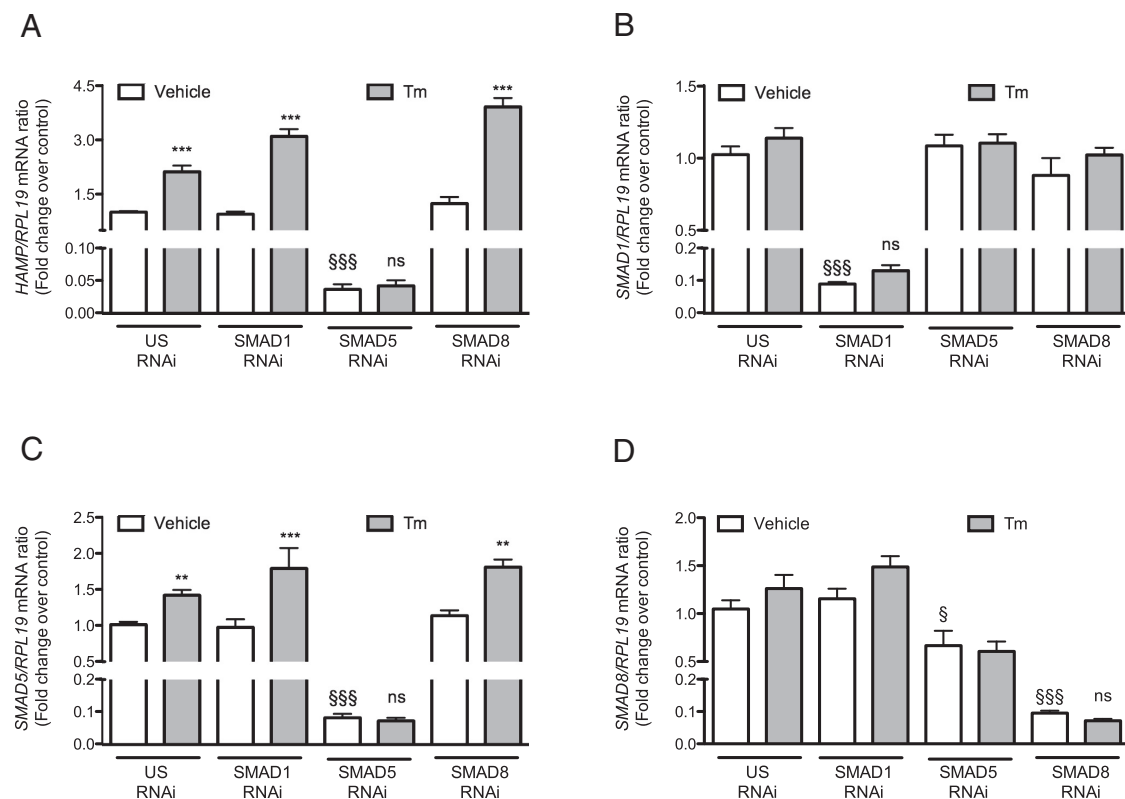 A
HAMP/RPL19 mRNA ratio
(Fold change over control)
4.5
3.0
1.5
0.10
0.05
0.00
Vehicle
Tm
***
***
§§§
ns
***
US
RNAi
SMAD1
RNAi
SMAD5
RNAi
SMAD8
RNAi
B
SMAD1/RPL19 mRNA ratio
(Fold change over control)
1.5
1.0
0.5
0.2
0.1
0.0
Vehicle
Tm
§§§
ns
US
RNAi
SMAD1
RNAi
SMAD5
RNAi
SMAD8
RNAi
C
SMAD5/RPL19 mRNA ratio
(Fold change over control)
2.5
2.0
1.5
1.0
0.5
0.2
0.1
0.0
Vehicle
Tm
**
***
§§§
ns
**
US
RNAi
SMAD1
RNAi
SMAD5
RNAi
SMAD8
RNAi
D
SMAD8/RPL19 mRNA ratio
(Fold change over control)
2.0
1.5
1.0
0.5
0.2
0.1
0.0
Vehicle
Tm
§
§§§
ns
US
RNAi
SMAD1
RNAi
SMAD5
RNAi
SMAD8
RNAi